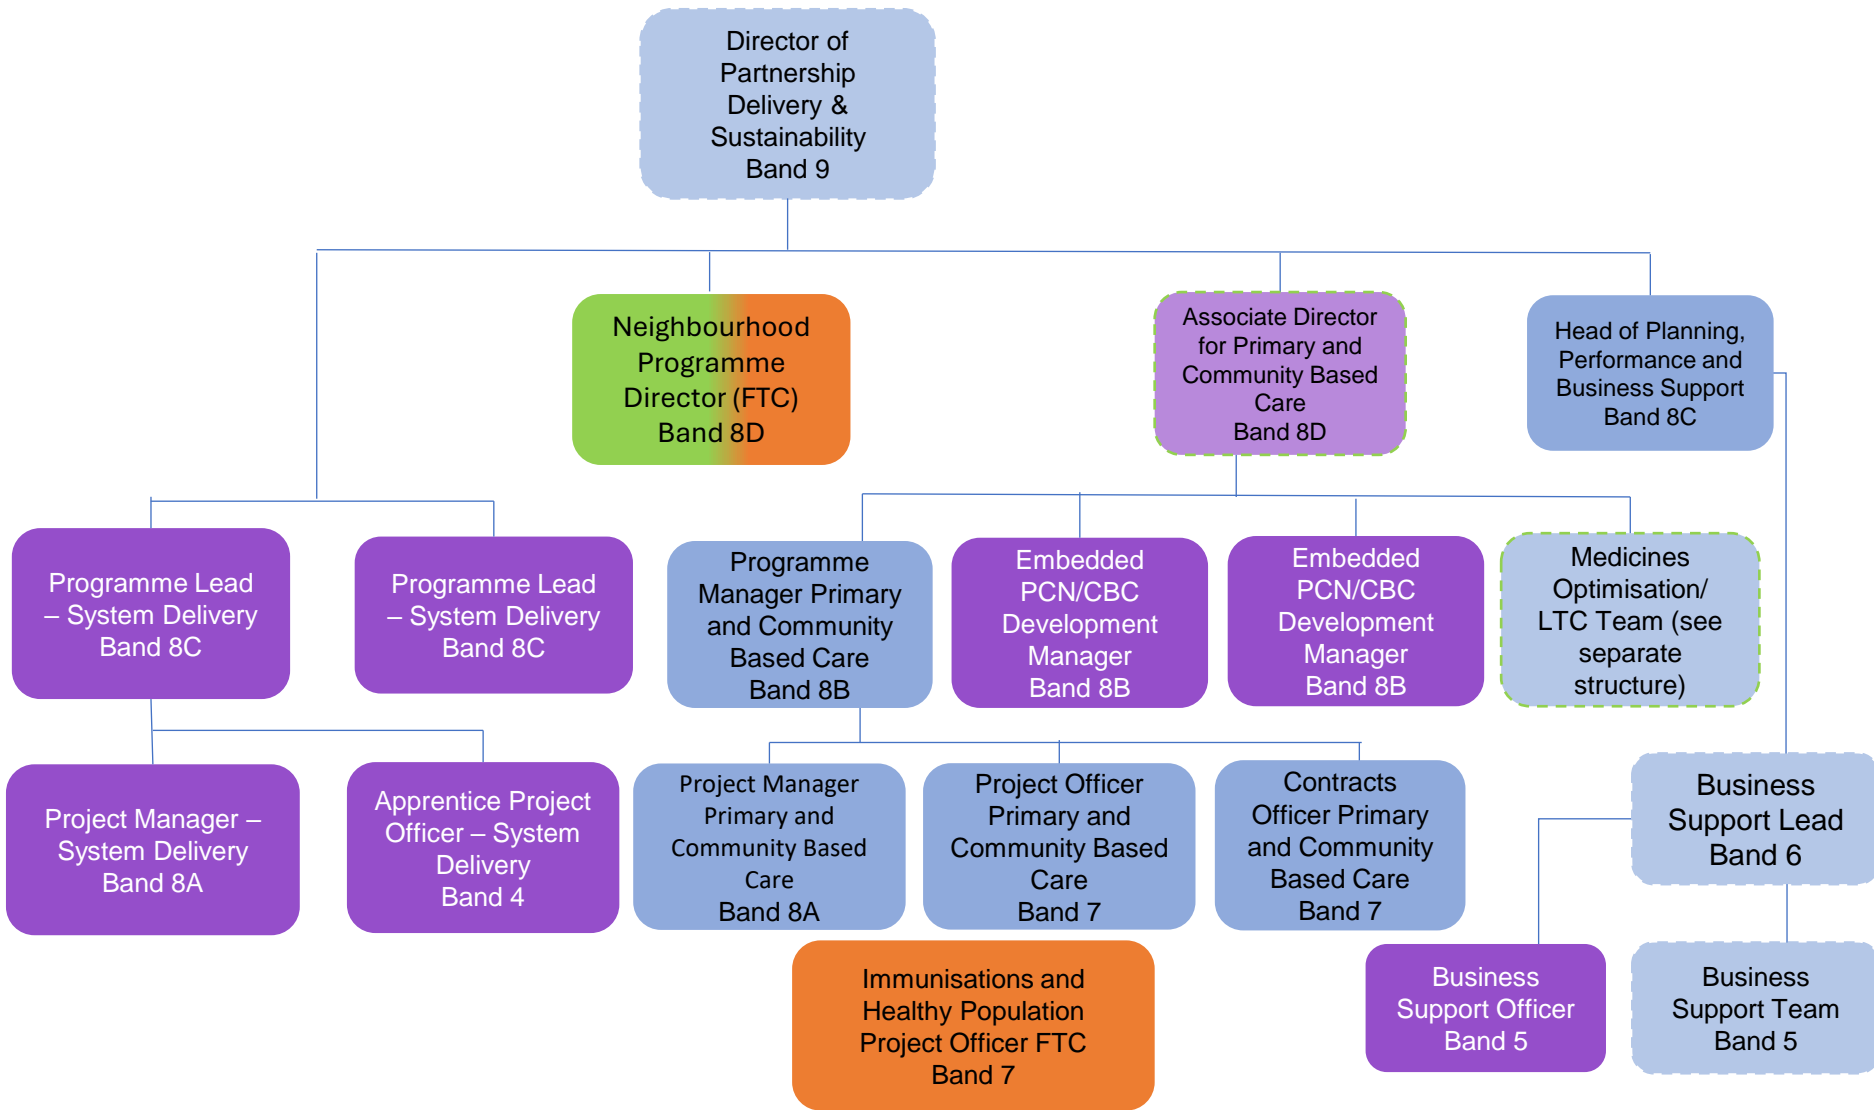 Director of
Partnership
Delivery &
Sustainability
Band 9
Neighbourhood
Programme
Director (FTC)
Band 8D
Associate Director
for Primary and
Community Based
Care
Band 8D
Head of Planning,
Performance and
Business Support
Band 8C
Programme Lead
– System Delivery
Band 8C
Programme Lead
– System Delivery
Band 8C
Programme
Manager Primary
and Community
Based Care
Band 8B
Embedded
PCN/CBC
Development
Manager
Band 8B
Embedded
PCN/CBC
Development
Manager
Band 8B
Medicines
Optimisation/
LTC Team (see
separate
structure)
Project Manager –
System Delivery
Band 8A
Apprentice Project
Officer – System
Delivery
Band 4
Project Manager
Primary and
Community Based
Care
Band 8A
Project Officer
Primary and
Community Based
Care
Band 7
Contracts
Officer Primary
and Community
Based Care
Band 7
Business
Support Lead
Band 6
Immunisations and
Healthy Population
Project Officer FTC
Band 7
Business
Support Officer
Band 5
Business
Support Team
Band 5